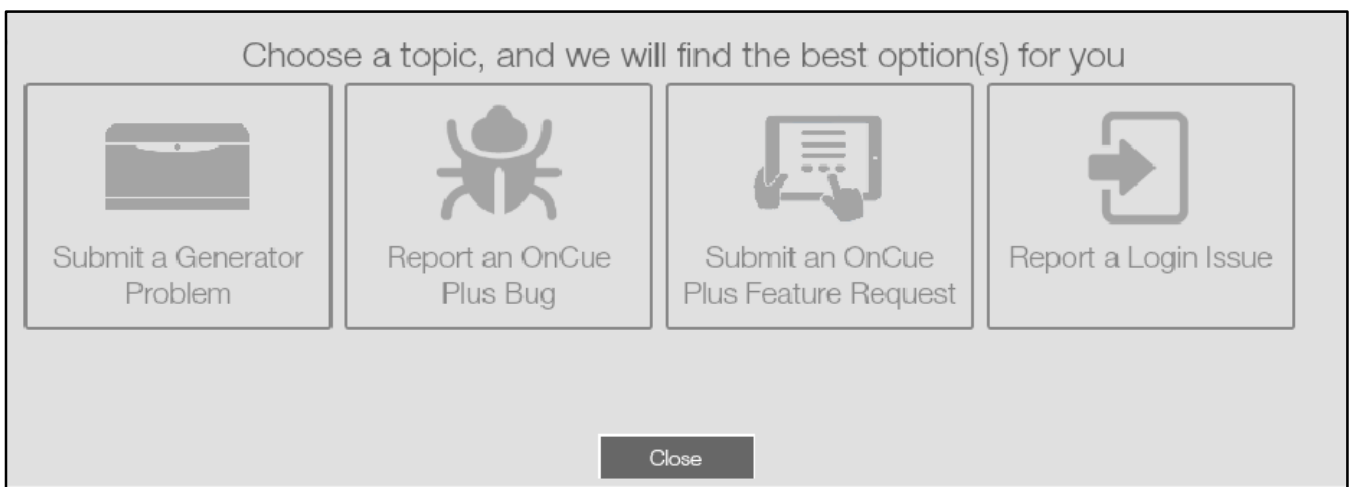 Choose a topic, and we will find the best option(s) for you
Submit a Generator
Problem
Report an OnCue
Plus Bug
Submit an OnCue
Plus Feature Request
Report a Login Issue
Close